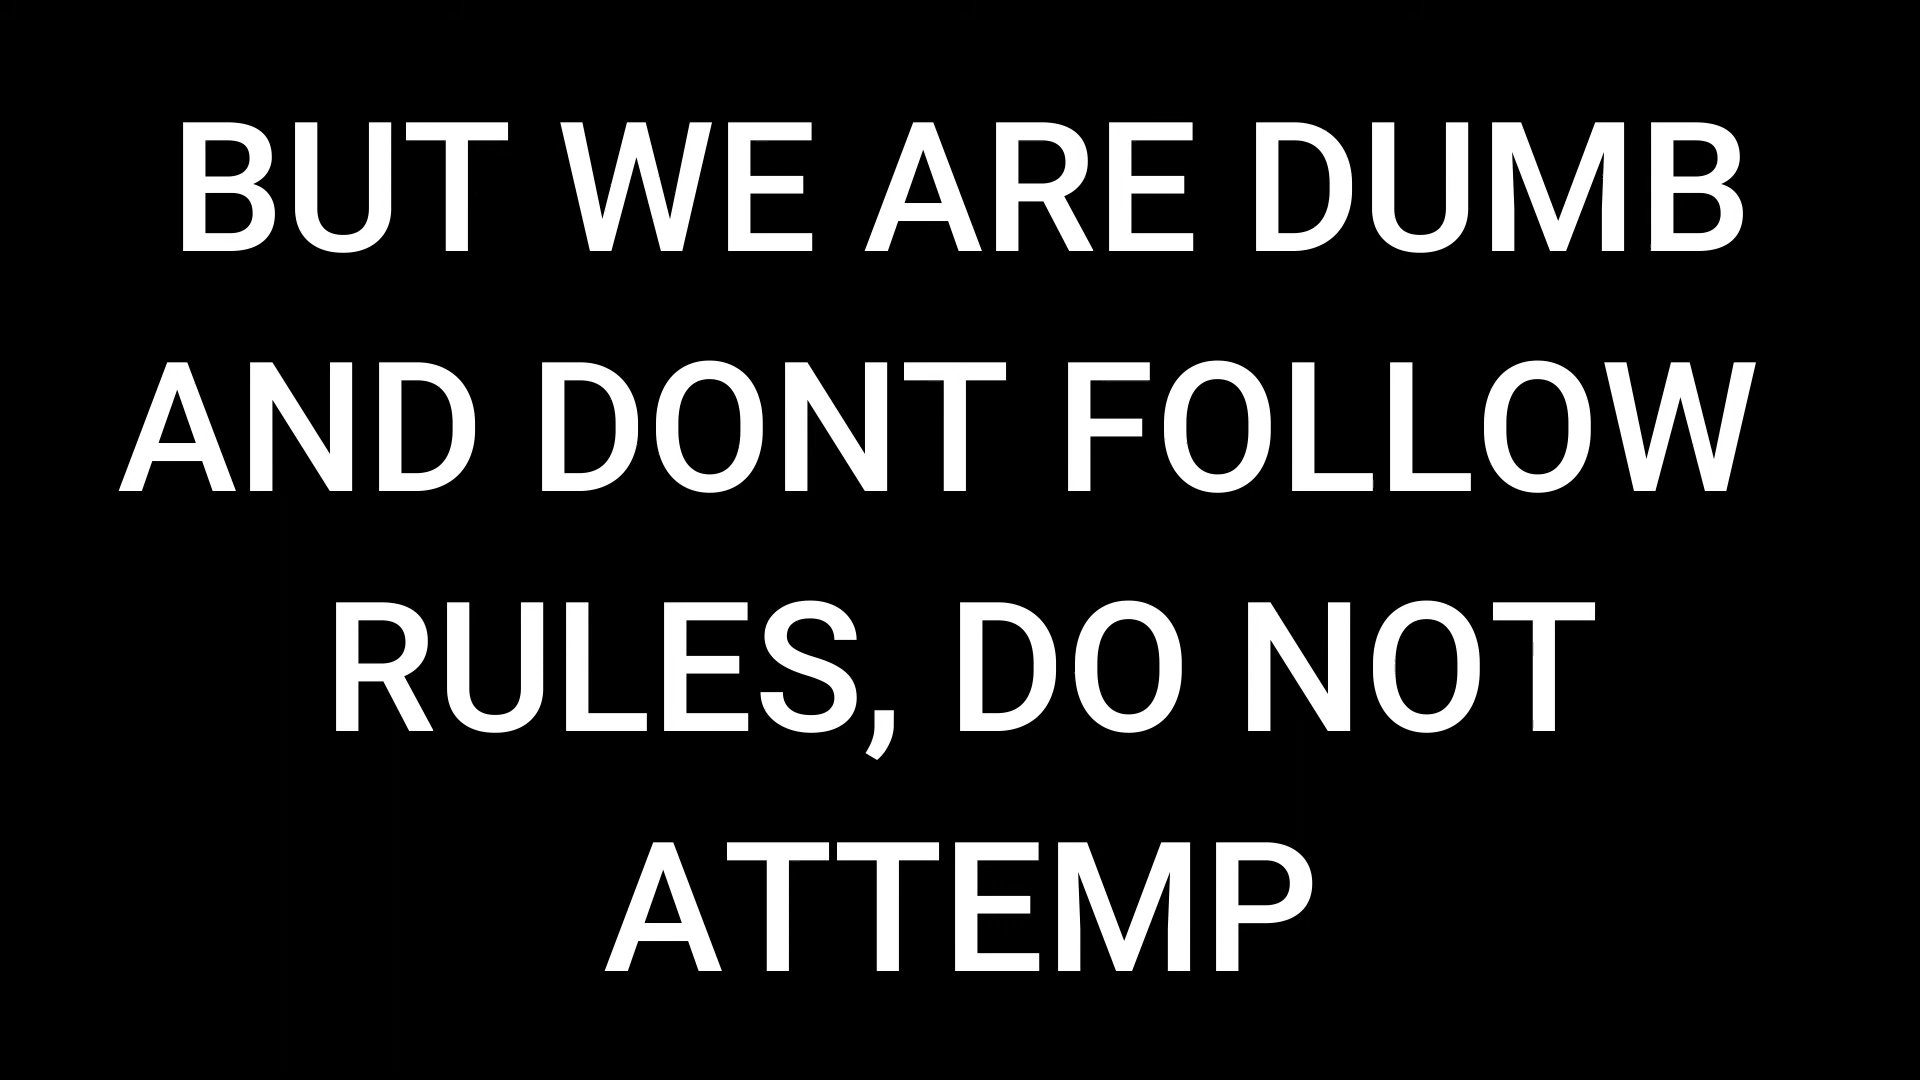 BUT WE ARE DUMB
AND DONT FOLLOW
RULES, DO NOT
ATTEMP